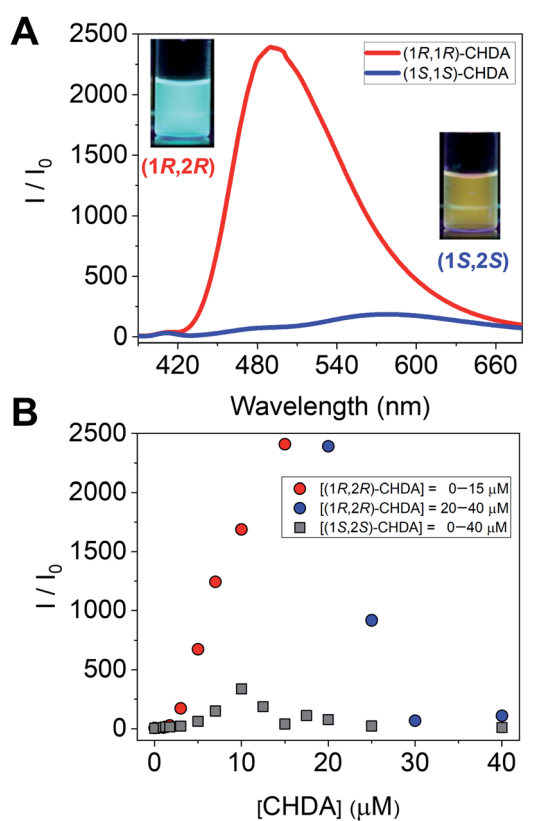 A
2500
2000
1500
1000
500
0
I / I0
(1R,1R)-CHDA
(1S,1S)-CHDA
(1R,2R)
(1S,2S)
420 480 540 600 660
Wavelength (nm)
B
2500
2000
1500
1000
500
0
I / I0
[(1R,2R)-CHDA] = 0–15 μM
[(1R,2R)-CHDA] = 20–40 μM
[(1S,2S)-CHDA] = 0–40 μM
0 10 20 30 40
[CHDA] (μM)